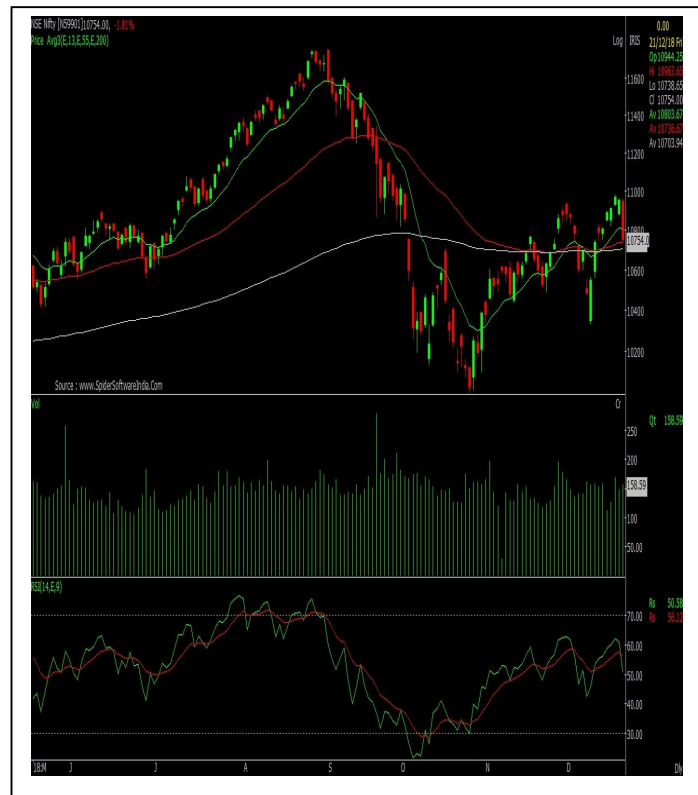 NSE Nifty [N59901]10754.00, -1.81%
Price Avg3(E,13,E,55,E,200)
Log
IRIS
0.00
21/12/18 Fri
Op10944.25
Hi 10963.65
Lo 10738.65
Cl 10754.00
Av 10803.67
Av 10736.67
Av 10703.94
11600
11400
11200
11000
10800
10754.0
10600
10400
10200
Source : www.SpiderSoftwareIndia.Com
Vol
Cr
Qt 158.59
250
200
158.59
100
50.00
RSI(14,E,9)
Rs 50.58
Rs 56.12
70.00
60.00
50.00
40.00
30.00
18:M J J A S O N D
Dly